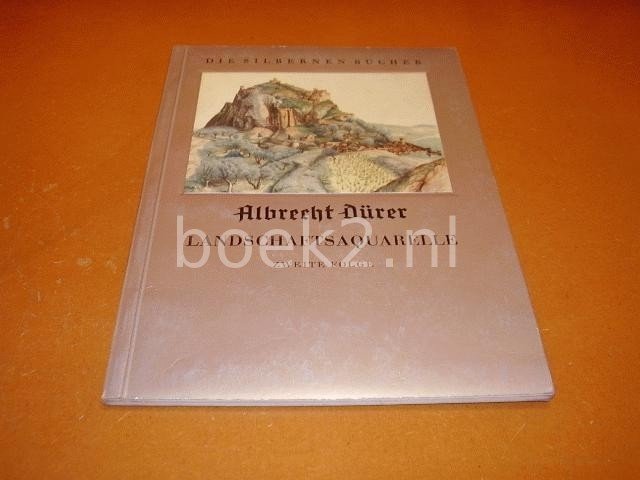 DIE SILBERNEN BÜCHER
Albrecht Dürer
LANDSCHAFTSAQUARELLE
boek2.nl
ZWEITE FOLGE